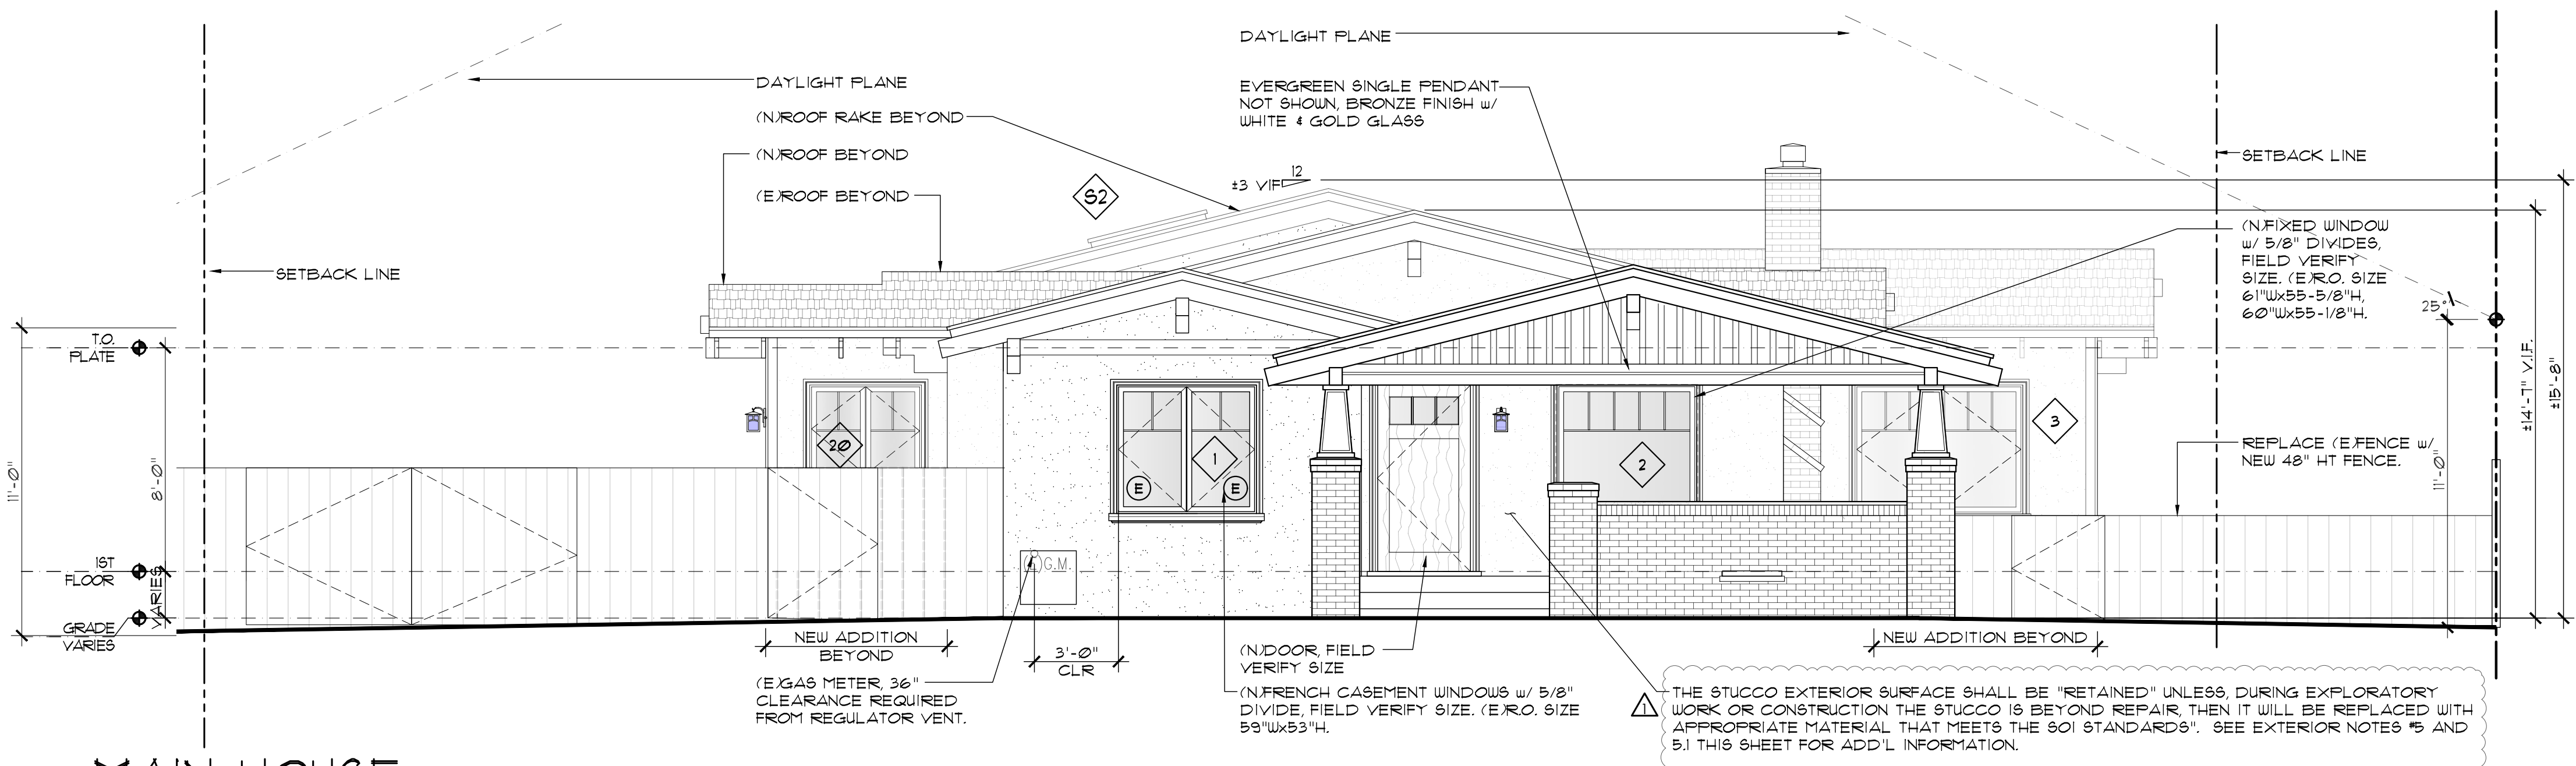 DAYLIGHT PLANE
DAYLIGHT PLANE
(N)ROOF RAKE BEYOND
(N)ROOF BEYOND
(E)ROOF BEYOND
S2
EVERGREEN SINGLE PENDANT
NOT SHOWN, BRONZE FINISH w/
WHITE & GOLD GLASS
12
±3 VIF
SETBACK LINE
SETBACK LINE
(N)FIXED WINDOW
w/ 5/8" DIVIDES,
FIELD VERIFY
SIZE. (E)R.O. SIZE
61"Wx55-5/8"H,
60"Wx55-1/8"H.
25°
T.O.
PLATE
11'-0"
8'-0"
1ST
FLOOR
VARIES
GRADE
VARIES
20
1
E
E
2
3
(E)G.M.
REPLACE (E)FENCE w/
NEW 48" HT FENCE.
11'-0"
±14'-7" V.I.F.
±15'-8"
NEW ADDITION
BEYOND
3'-0"
CLR
NEW ADDITION BEYOND
(E)GAS METER, 36"
CLEARANCE REQUIRED
FROM REGULATOR VENT.
(N)DOOR, FIELD
VERIFY SIZE
(N)FRENCH CASEMENT WINDOWS w/ 5/8"
DIVIDE, FIELD VERIFY SIZE. (E)R.O. SIZE
59"Wx53"H.
1
THE STUCCO EXTERIOR SURFACE SHALL BE "RETAINED" UNLESS, DURING EXPLORATORY
WORK OR CONSTRUCTION THE STUCCO IS BEYOND REPAIR, THEN IT WILL BE REPLACED WITH
APPROPRIATE MATERIAL THAT MEETS THE SOI STANDARDS". SEE EXTERIOR NOTES #5 AND
5.1 THIS SHEET FOR ADD'L INFORMATION.
MAIN HOUSE